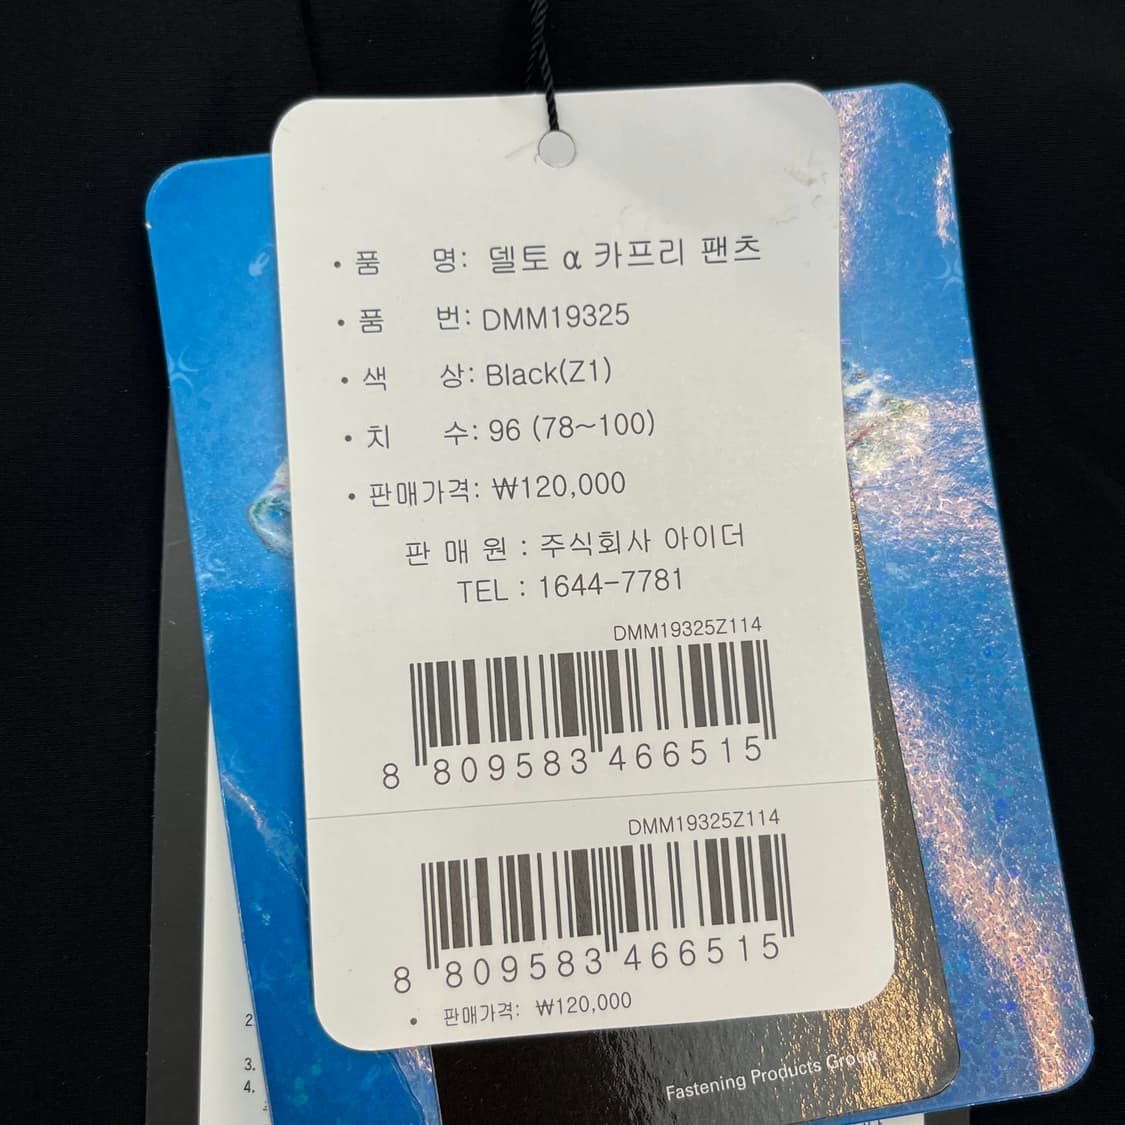 • 품 명: 델토 α 카프리 팬츠
• 품 번: DMM19325
• 색 상: Black(Z1)
• 치 수: 96 (78~100)
• 판매가격: ₩120,000
판 매 원 : 주식회사 아이더
TEL : 1644-7781
DMM19325Z114
8 809583 466515
DMM19325Z114
8 809583 466515
• 판매가격: ₩120,000
2
3.
4.
Fastening Products Group